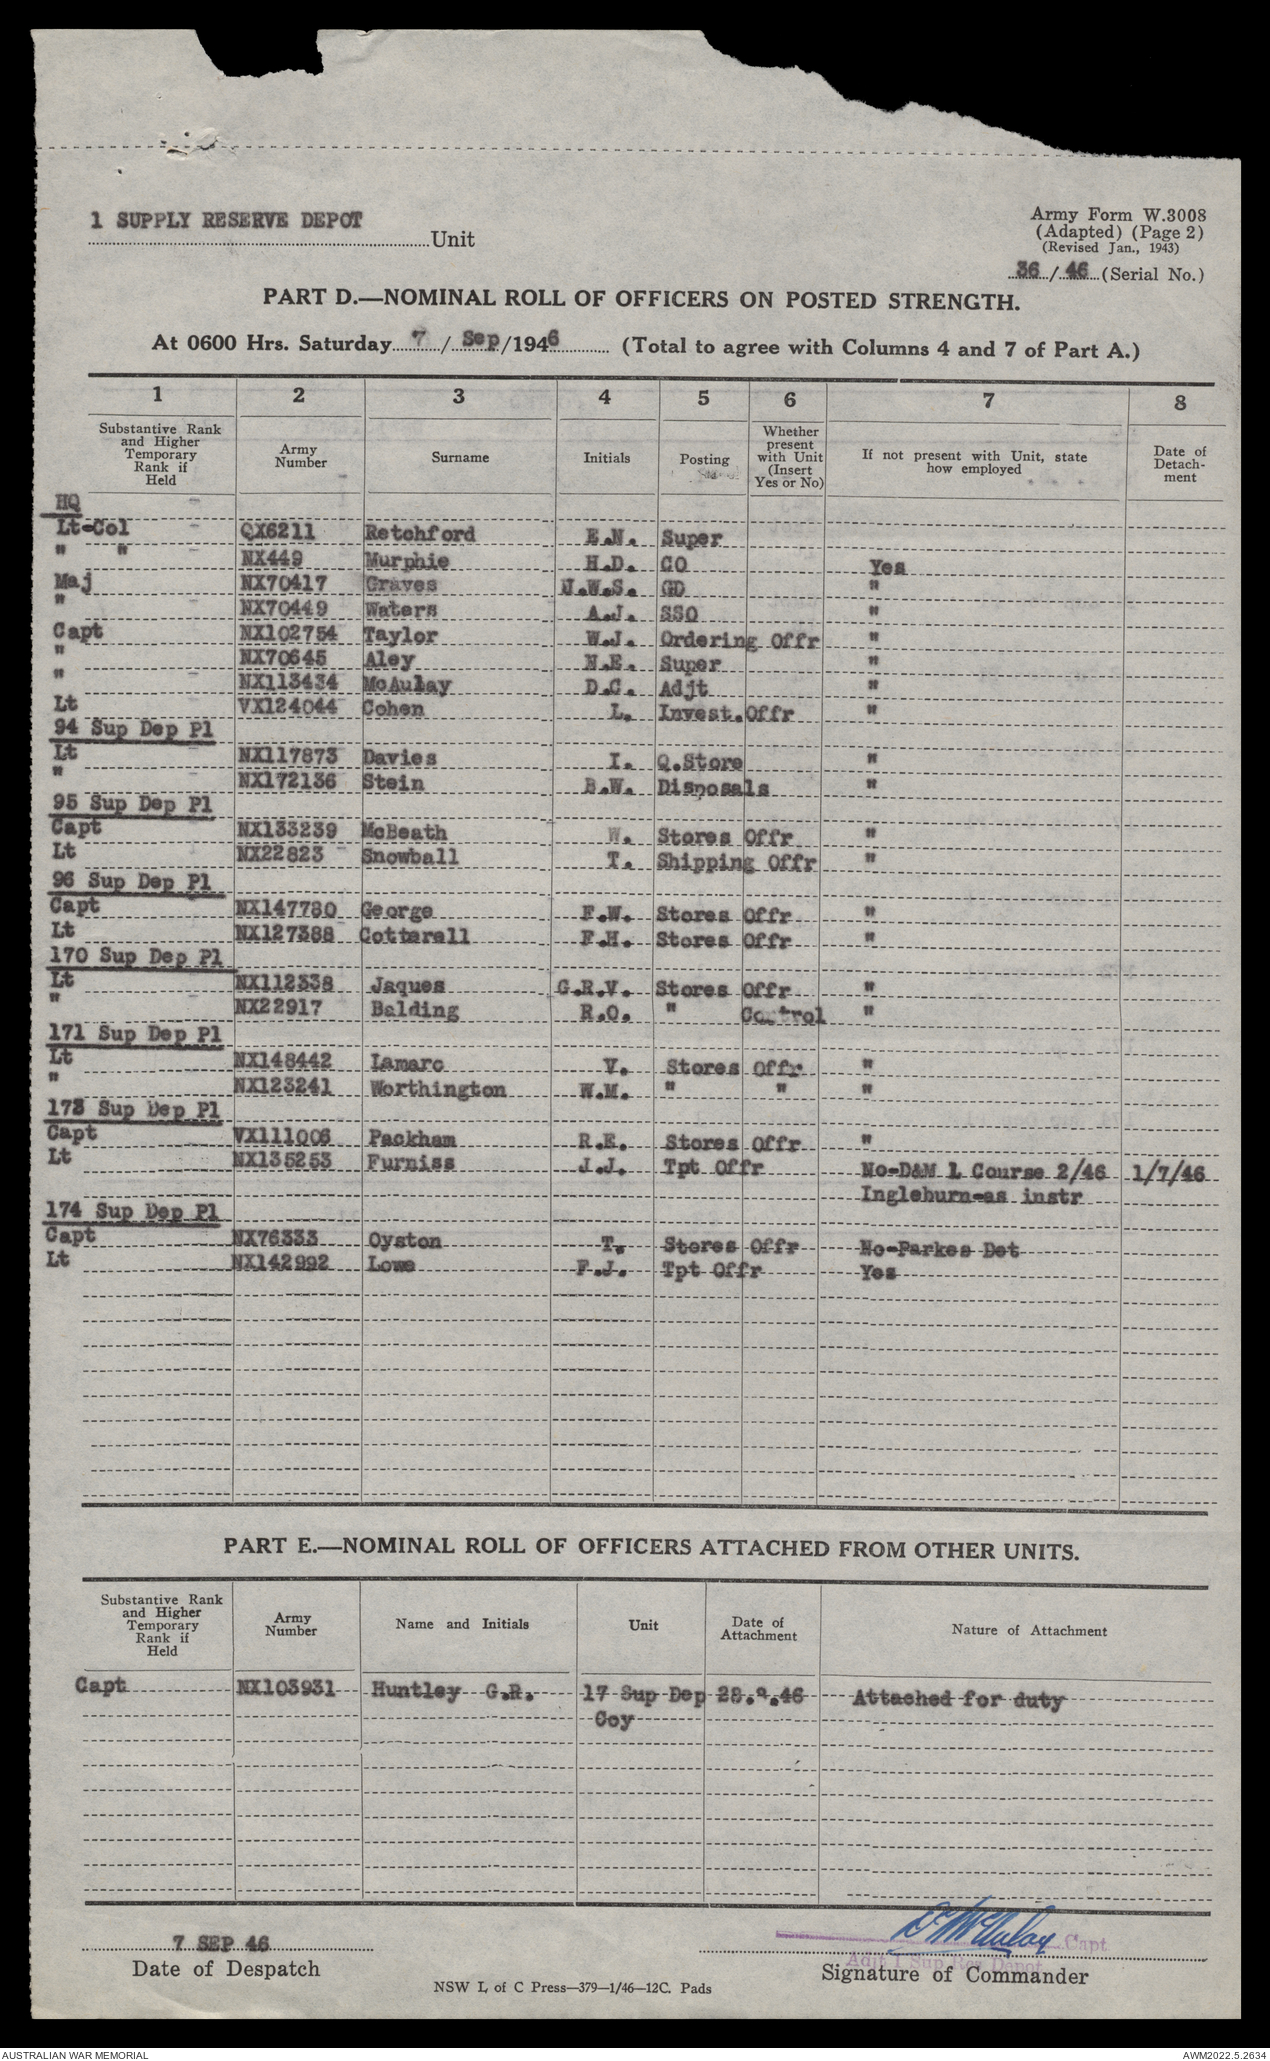 1 SUPPLY RESERVE DEPOT
Unit
Army Form W.3008
(Adapted) (Page 2)
(Revised Jan., 1943)
36/46 (Serial No.)
PART D.—NOMINAL ROLL OF OFFICERS ON POSTED STRENGTH.
At 0600 Hrs. Saturday 7/Sep/1946 (Total to agree with Columns 4 and 7 of Part A.)
1 2 3 4 5 6 7 8
Substantive Rank and Higher Temporary Rank if Held Army Number Surname Initials Posting Whether present with Unit (Insert Yes or No) If not present with Unit, state how employed Date of Detachment
HQ
Lt-Col QX6211 Retchford E.N. Super
" " NX449 Murphie H.D. CO Yes
Maj NX70417 Graves J.W.S. GD "
" NX70449 Waters A.J. SSO "
Capt NX102754 Taylor W.J. Ordering Offr "
" NX70645 Aley N.E. Super "
" NX113434 McAulay D.C. Adjt "
Lt VX124044 Cohen L. Invest.Offr "
94 Sup Dep Pl
Lt NX117873 Davies I. Q.Store "
" NX172136 Stein B.W. Disposals "
95 Sup Dep Pl
Capt NX133239 McBeath W. Stores Offr "
Lt NX22823 Snowball T. Shipping Offr "
96 Sup Dep Pl
Capt NX147780 George F.W. Stores Offr "
Lt NX127388 Cottarell F.H. Stores Offr "
170 Sup Dep Pl
Lt NX112338 Jaques G.R.V. Stores Offr "
" NX22917 Balding R.O. " Control "
171 Sup Dep Pl
Lt NX148442 Lamaro V. Stores Offr "
" NX123241 Worthington W.M. " " "
173 Sup Dep Pl
Capt VX111006 Packham R.E. Stores Offr "
Lt NX135253 Furniss J.J. Tpt Offr No-D&M L Course 2/46 1/7/46
Ingleburn-as instr
174 Sup Dep Pl
Capt NX76333 Oyston T. Stores Offr No-Parkes Det
Lt NX142992 Lowe F.J. Tpt Offr Yes
PART E.—NOMINAL ROLL OF OFFICERS ATTACHED FROM OTHER UNITS.
Substantive Rank and Higher Temporary Rank if Held Army Number Name and Initials Unit Date of Attachment Nature of Attachment
Capt NX103931 Huntley G.R. 17 Sup Dep Attached for duty
Coy
7 SEP 46
Date of Despatch
D McAulay Capt
Adjt 1 Sup Res Depot
Signature of Commander
NSW L of C Press—379—1/46—12C. Pads
AUSTRALIAN WAR MEMORIAL
AWM2022.5.2634